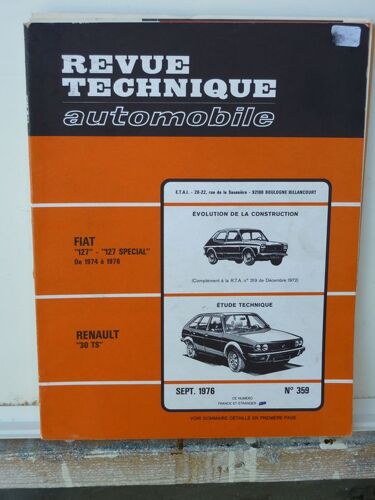 REVUE
TECHNIQUE
automobile
E.T.A.I. - 20-22, rue de la Saussière - 92100 BOULOGNE BILLANCOURT
ÉVOLUTION DE LA CONSTRUCTION
FIAT
"127" - "127 SPECIAL"
De 1974 à 1976
(Complément à la R.T.A. n° 319 de Décembre 1972)
ÉTUDE TECHNIQUE
RENAULT
"30 TS"
SEPT. 1976 N° 359
CE NUMÉRO
FRANCE ET ÉTRANGER
VOIR SOMMAIRE DÉTAILLÉ EN PREMIÈRE PAGE